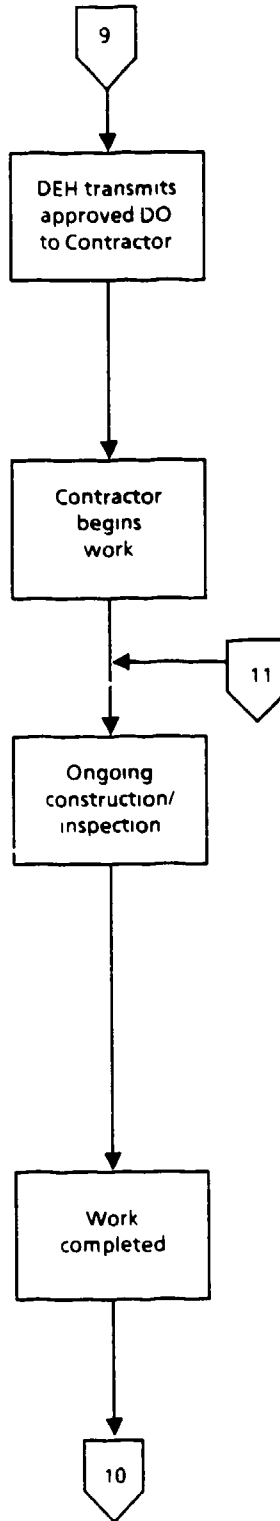 9
DEH transmits
approved DO
to Contractor
Contractor
begins
work
11
Ongoing
construction/
inspection
Work
completed
10